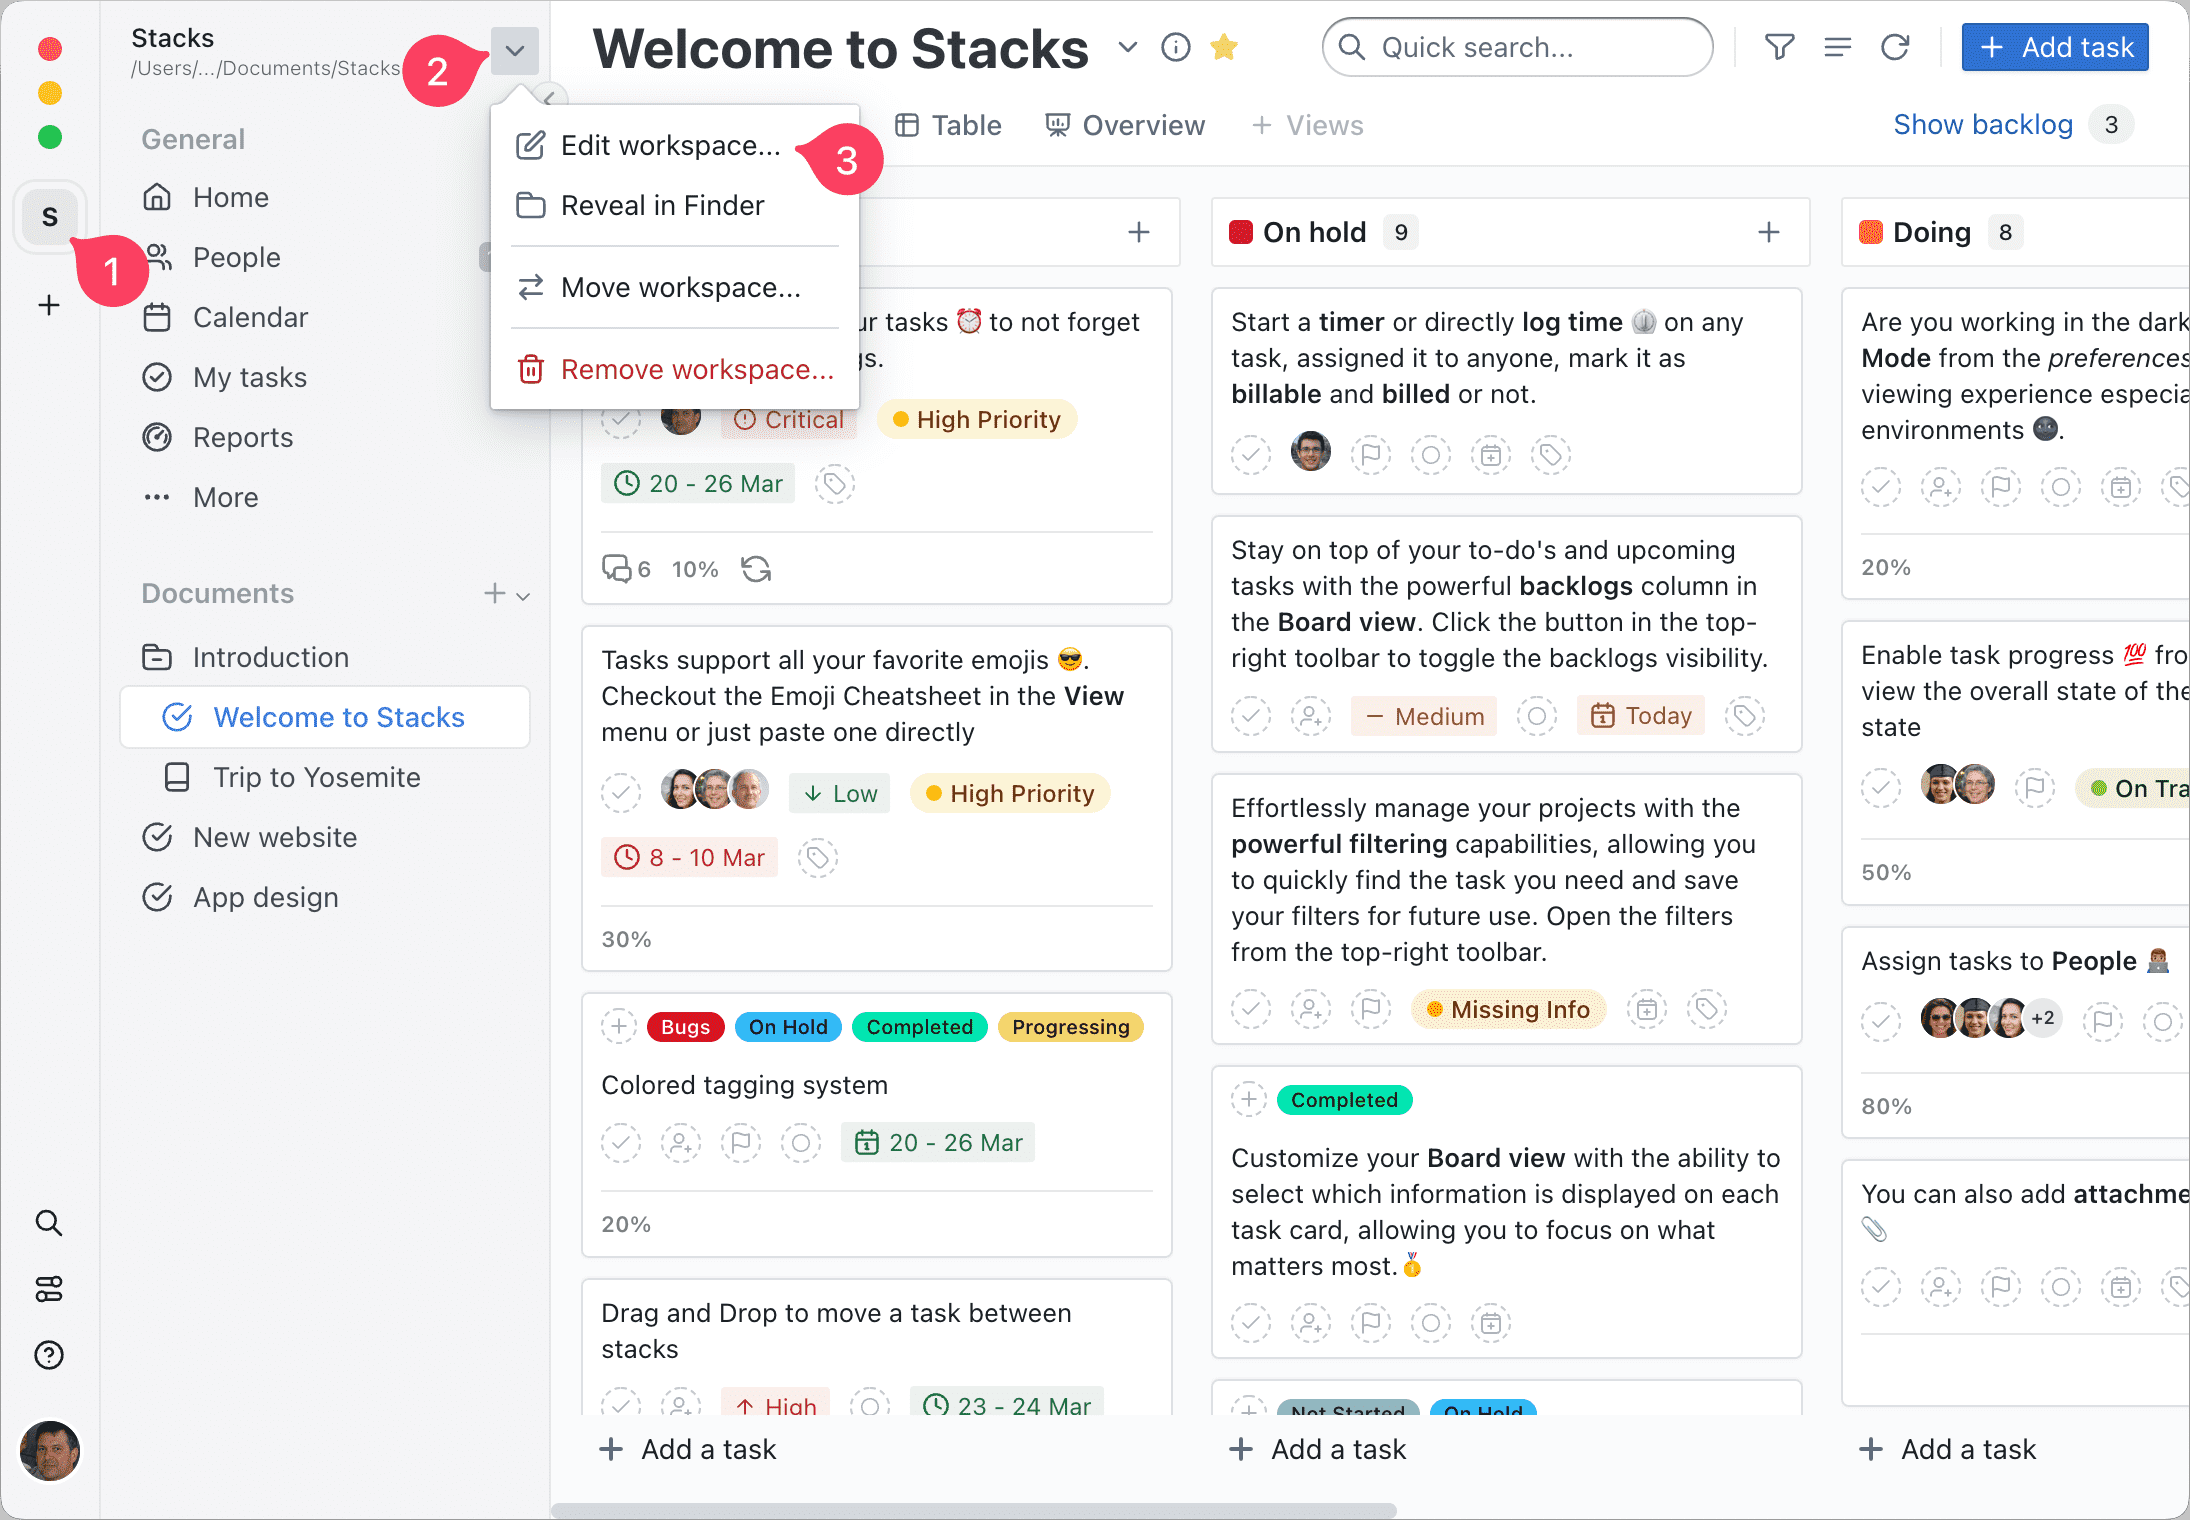 Stacks
/Users/.../Documents/Stacks
2
S
1
General
Home
People
Calendar
My tasks
Reports
More
Documents
Introduction
Welcome to Stacks
Trip to Yosemite
New website
App design
Edit workspace...
3
Reveal in Finder
Move workspace...
Remove workspace...
Welcome to Stacks
Quick search...
Add task
Table
Overview
Views
Show backlog 3
tasks ⏰ to not forget
Critical
High Priority
20 - 26 Mar
6 10%
Tasks support all your favorite emojis 😎.
Checkout the Emoji Cheatsheet in the View
menu or just paste one directly
Low
High Priority
8 - 10 Mar
30%
Bugs On Hold Completed Progressing
Colored tagging system
20 - 26 Mar
20%
Drag and Drop to move a task between
stacks
High
23 - 24 Mar
Add a task
On hold 9
Start a timer or directly log time on any
task, assigned it to anyone, mark it as
billable and billed or not.
Stay on top of your to-do's and upcoming
tasks with the powerful backlogs column in
the Board view. Click the button in the top-
right toolbar to toggle the backlogs visibility.
Medium
Today
Effortlessly manage your projects with the
powerful filtering capabilities, allowing you
to quickly find the task you need and save
your filters for future use. Open the filters
from the top-right toolbar.
Missing Info
Completed
Customize your Board view with the ability to
select which information is displayed on each
task card, allowing you to focus on what
matters most.🥇
Not Started On Hold
Add a task
Doing 8
Are you working in the dark
Mode from the preferences
viewing experience especia
environments 🌚.
20%
Enable task progress 💯 fro
view the overall state of the
state
On Tra
50%
Assign tasks to People 👨🏽‍💻
+2
80%
You can also add attachme
📎
Add a task